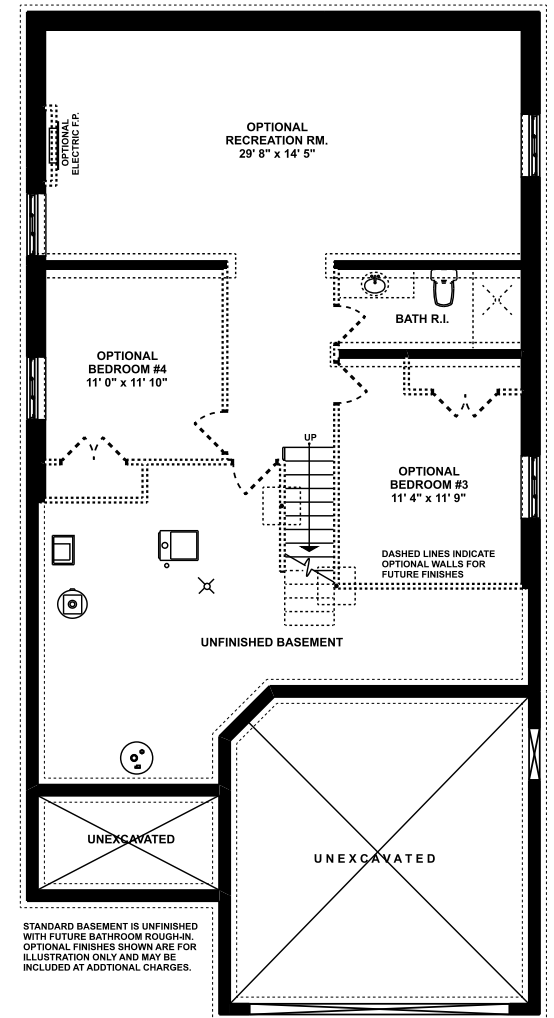 OPTIONAL
RECREATION RM.
29' 8" x 14' 5"
OPTIONAL
ELECTRIC F.P.
BATH R.I.
OPTIONAL
BEDROOM #4
11' 0" x 11' 10"
UP
OPTIONAL
BEDROOM #3
11' 4" x 11' 9"
DASHED LINES INDICATE
OPTIONAL WALLS FOR
FUTURE FINISHES
UNFINISHED BASEMENT
UNEXCAVATED
UNEXCAVATED
STANDARD BASEMENT IS UNFINISHED
WITH FUTURE BATHROOM ROUGH-IN.
OPTIONAL FINISHES SHOWN ARE FOR
ILLUSTRATION ONLY AND MAY BE
INCLUDED AT ADDTIONAL CHARGES.